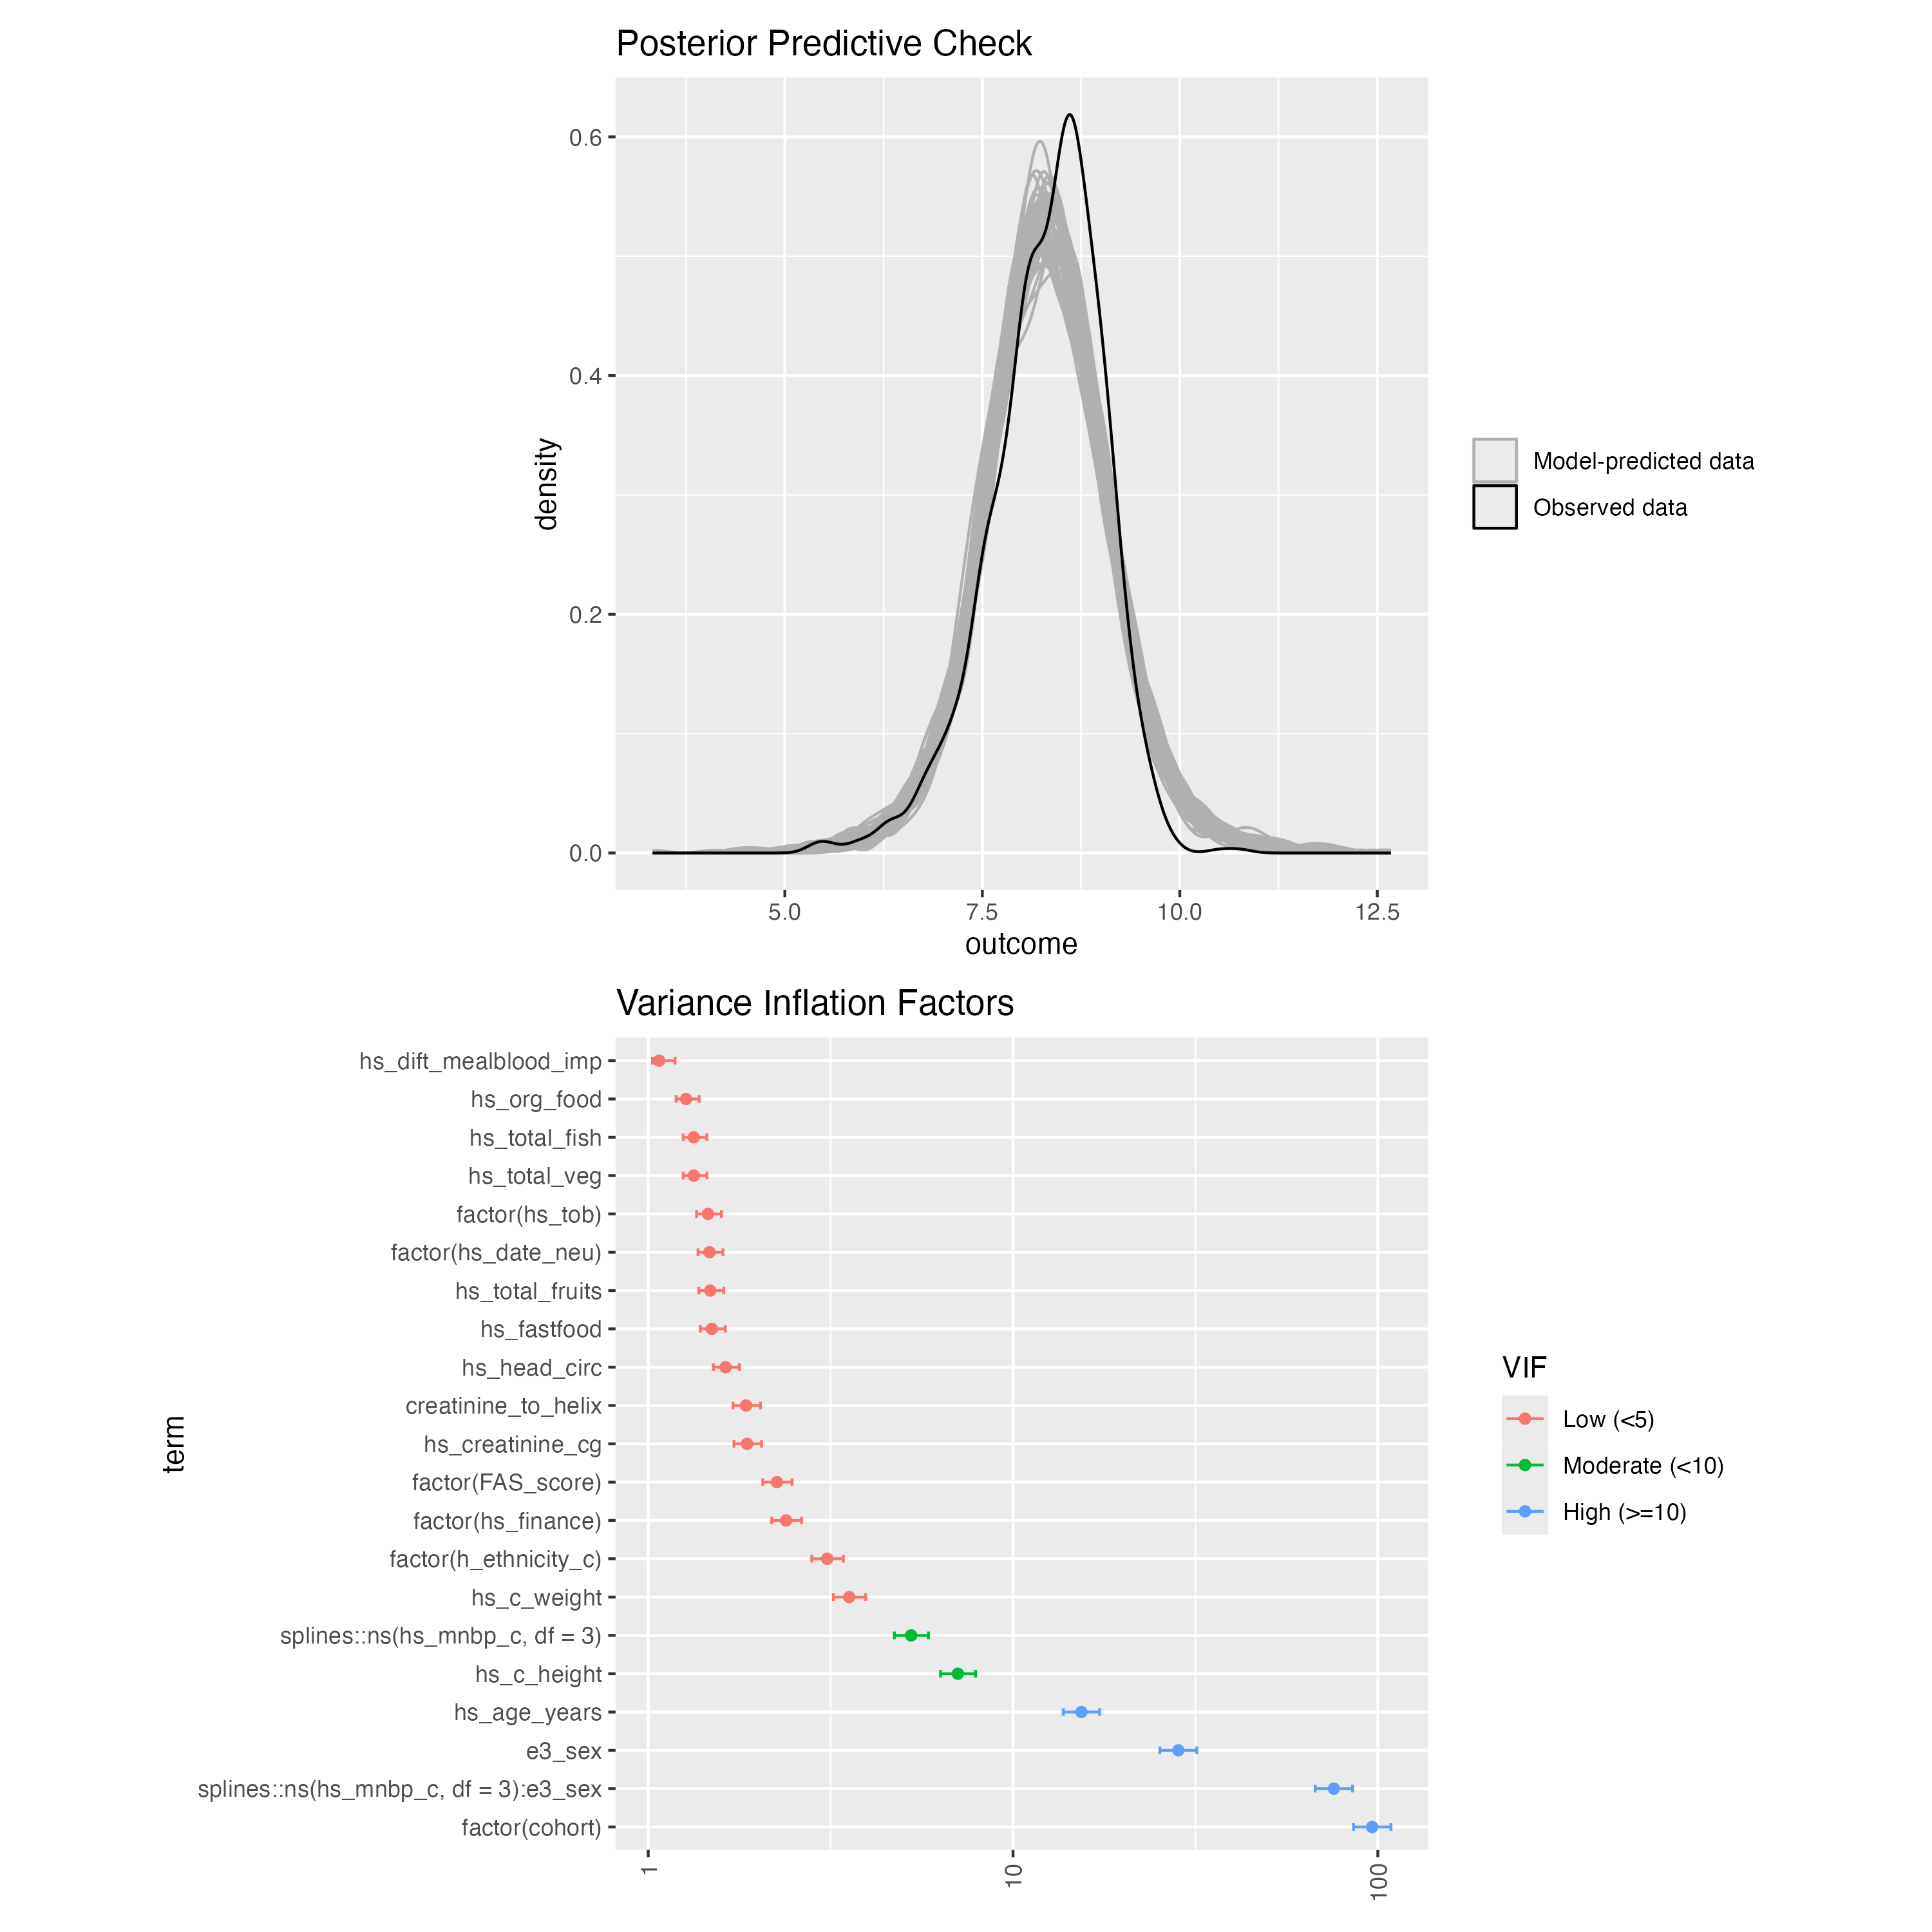 Posterior Predictive Check
density
0.6
0.4
0.2
0.0
5.0
7.5
10.0
12.5
outcome
Model-predicted data
Observed data
Variance Inflation Factors
term
hs_dift_mealblood_imp
hs_org_food
hs_total_fish
hs_total_veg
factor(hs_tob)
factor(hs_date_neu)
hs_total_fruits
hs_fastfood
hs_head_circ
creatinine_to_helix
hs_creatinine_cg
factor(FAS_score)
factor(hs_finance)
factor(h_ethnicity_c)
hs_c_weight
splines::ns(hs_mnbp_c, df = 3)
hs_c_height
hs_age_years
e3_sex
splines::ns(hs_mnbp_c, df = 3):e3_sex
factor(cohort)
1
10
100
VIF
Low (<5)
Moderate (<10)
High (>=10)